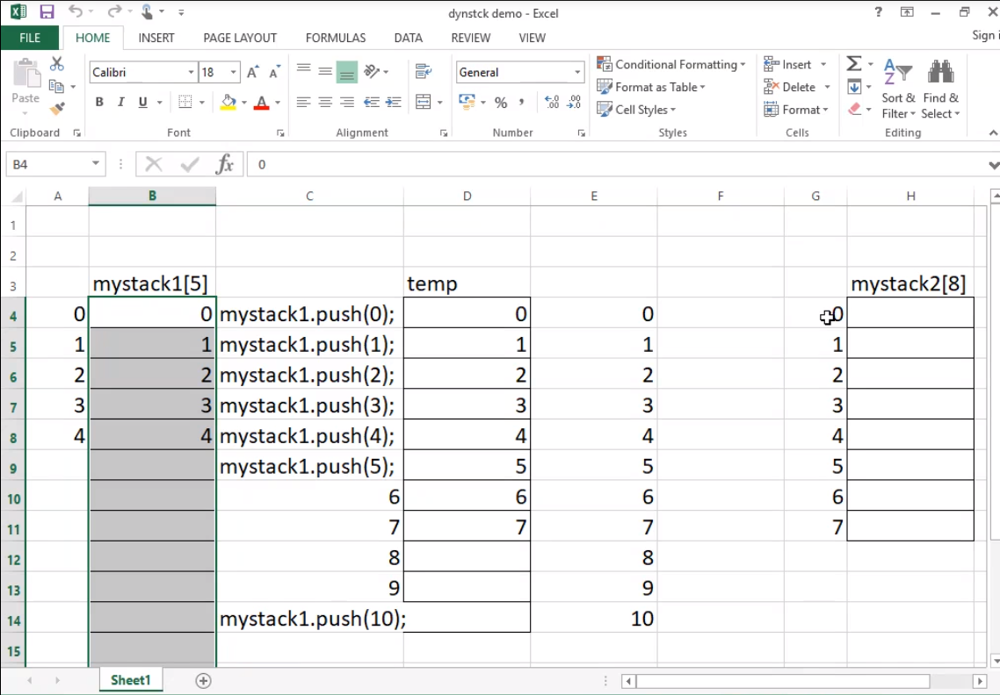 dynstck demo - Excel
?
Sign i
FILE HOME INSERT PAGE LAYOUT FORMULAS DATA REVIEW VIEW
Paste
Calibri 18 A A
B I U A
General
% ,
.00 .0
Conditional Formatting
Format as Table
Cell Styles
Insert
Delete
Format
Σ
Sort & Filter
Find & Select
Clipboard Font Alignment Number Styles Cells Editing
B4 fx 0
A B C D E F G H
1
2
3 mystack1[5] temp mystack2[8]
4 0 0 mystack1.push(0); 0 0 0
5 1 1 mystack1.push(1); 1 1 1
6 2 2 mystack1.push(2); 2 2 2
7 3 3 mystack1.push(3); 3 3 3
8 4 4 mystack1.push(4); 4 4 4
9 mystack1.push(5); 5 5 5
10 6 6 6 6
11 7 7 7 7
12 8 8
13 9 9
14 mystack1.push(10); 10
15
Sheet1